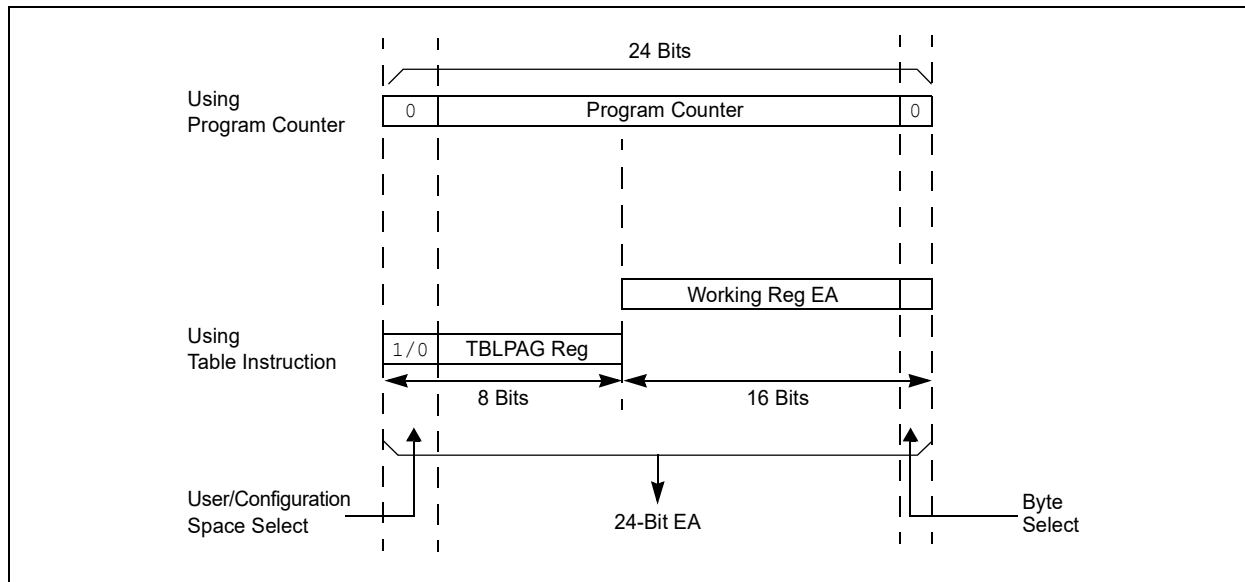 24 Bits
Using
Program Counter
0
Program Counter
0
Working Reg EA
Using
Table Instruction
1/0
TBLPAG Reg
8 Bits
16 Bits
User/Configuration
Space Select
24-Bit EA
Byte
Select